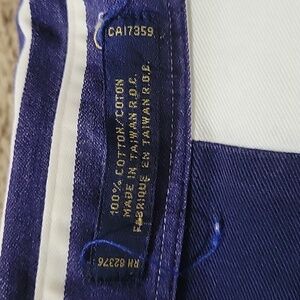 CA17359
100% COTTON/COTON
MADE IN TAIWAN R.O.C.
FABRIQUE EN TAIWAN R.O.C.
RN 62376